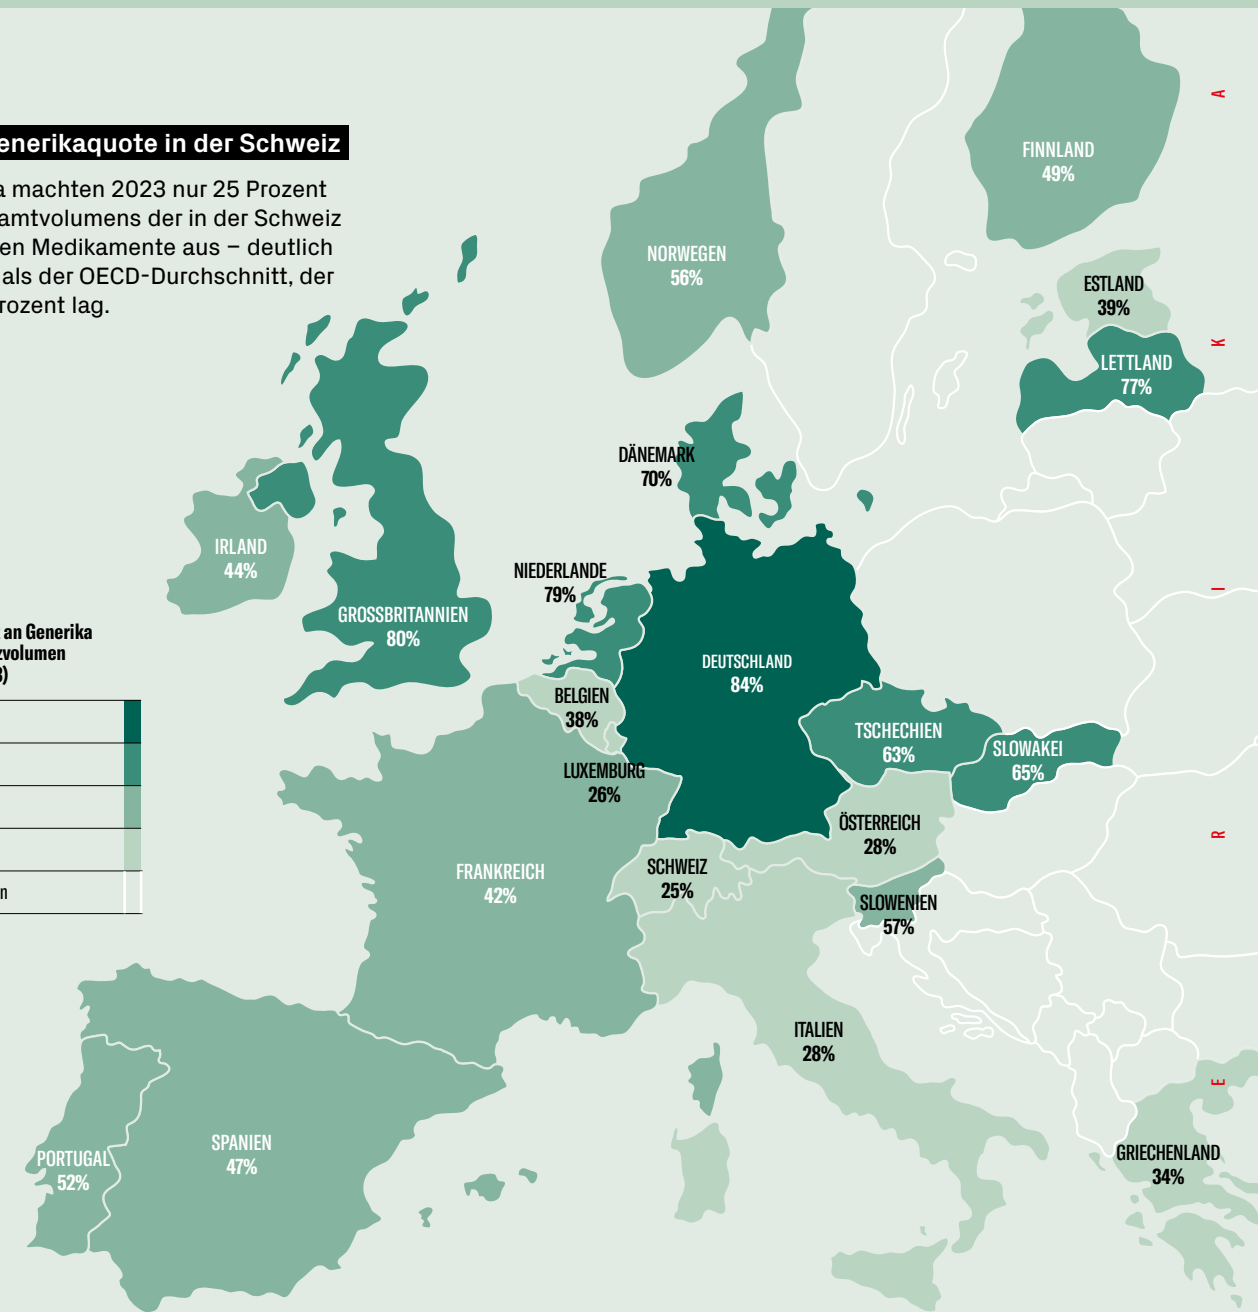 enerikaquote in der Schweiz
a machten 2023 nur 25 Prozent
amtvolumens der in der Schweiz
en Medikamente aus – deutlich
als der OECD-Durchschnitt, der
rozent lag.
A
FINNLAND
49%
NORWEGEN
56%
ESTLAND
39%
K
LETTLAND
77%
DÄNEMARK
70%
IRLAND
44%
NIEDERLANDE
79%
I
GROSSBRITANNIEN
80%
an Generika
zvolumen
3)
n
DEUTSCHLAND
84%
BELGIEN
38%
TSCHECHIEN
63%
SLOWAKEI
65%
LUXEMBURG
26%
ÖSTERREICH
28%
R
FRANKREICH
42%
SCHWEIZ
25%
SLOWENIEN
57%
ITALIEN
28%
E
SPANIEN
47%
PORTUGAL
52%
GRIECHENLAND
34%